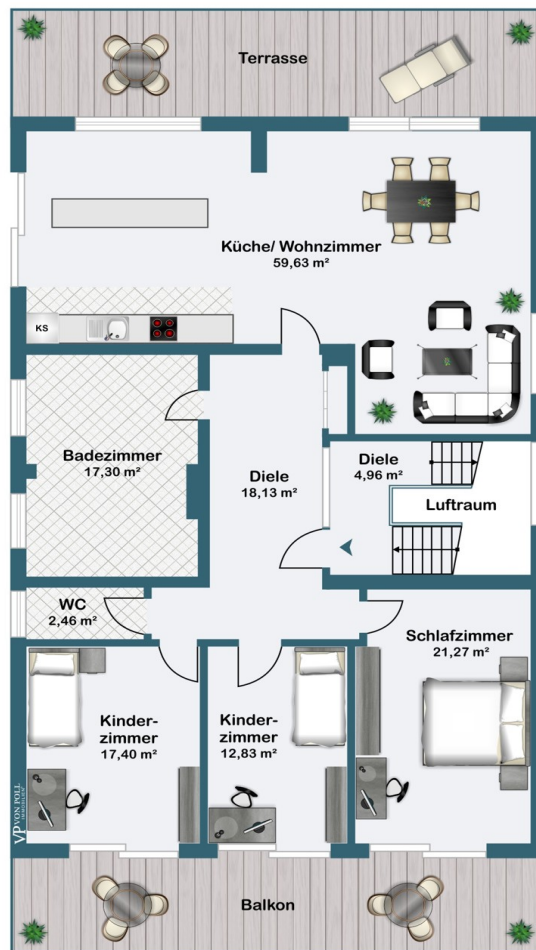 Terrasse
Küche/ Wohnzimmer
59,63 m²
KS
Badezimmer
17,30 m²
Diele
18,13 m²
Diele
4,96 m²
Luftraum
WC
2,46 m²
Schlafzimmer
21,27 m²
Kinder-
zimmer
17,40 m²
Kinder-
zimmer
12,83 m²
VP VON POLL
IMMOBILIEN
Balkon